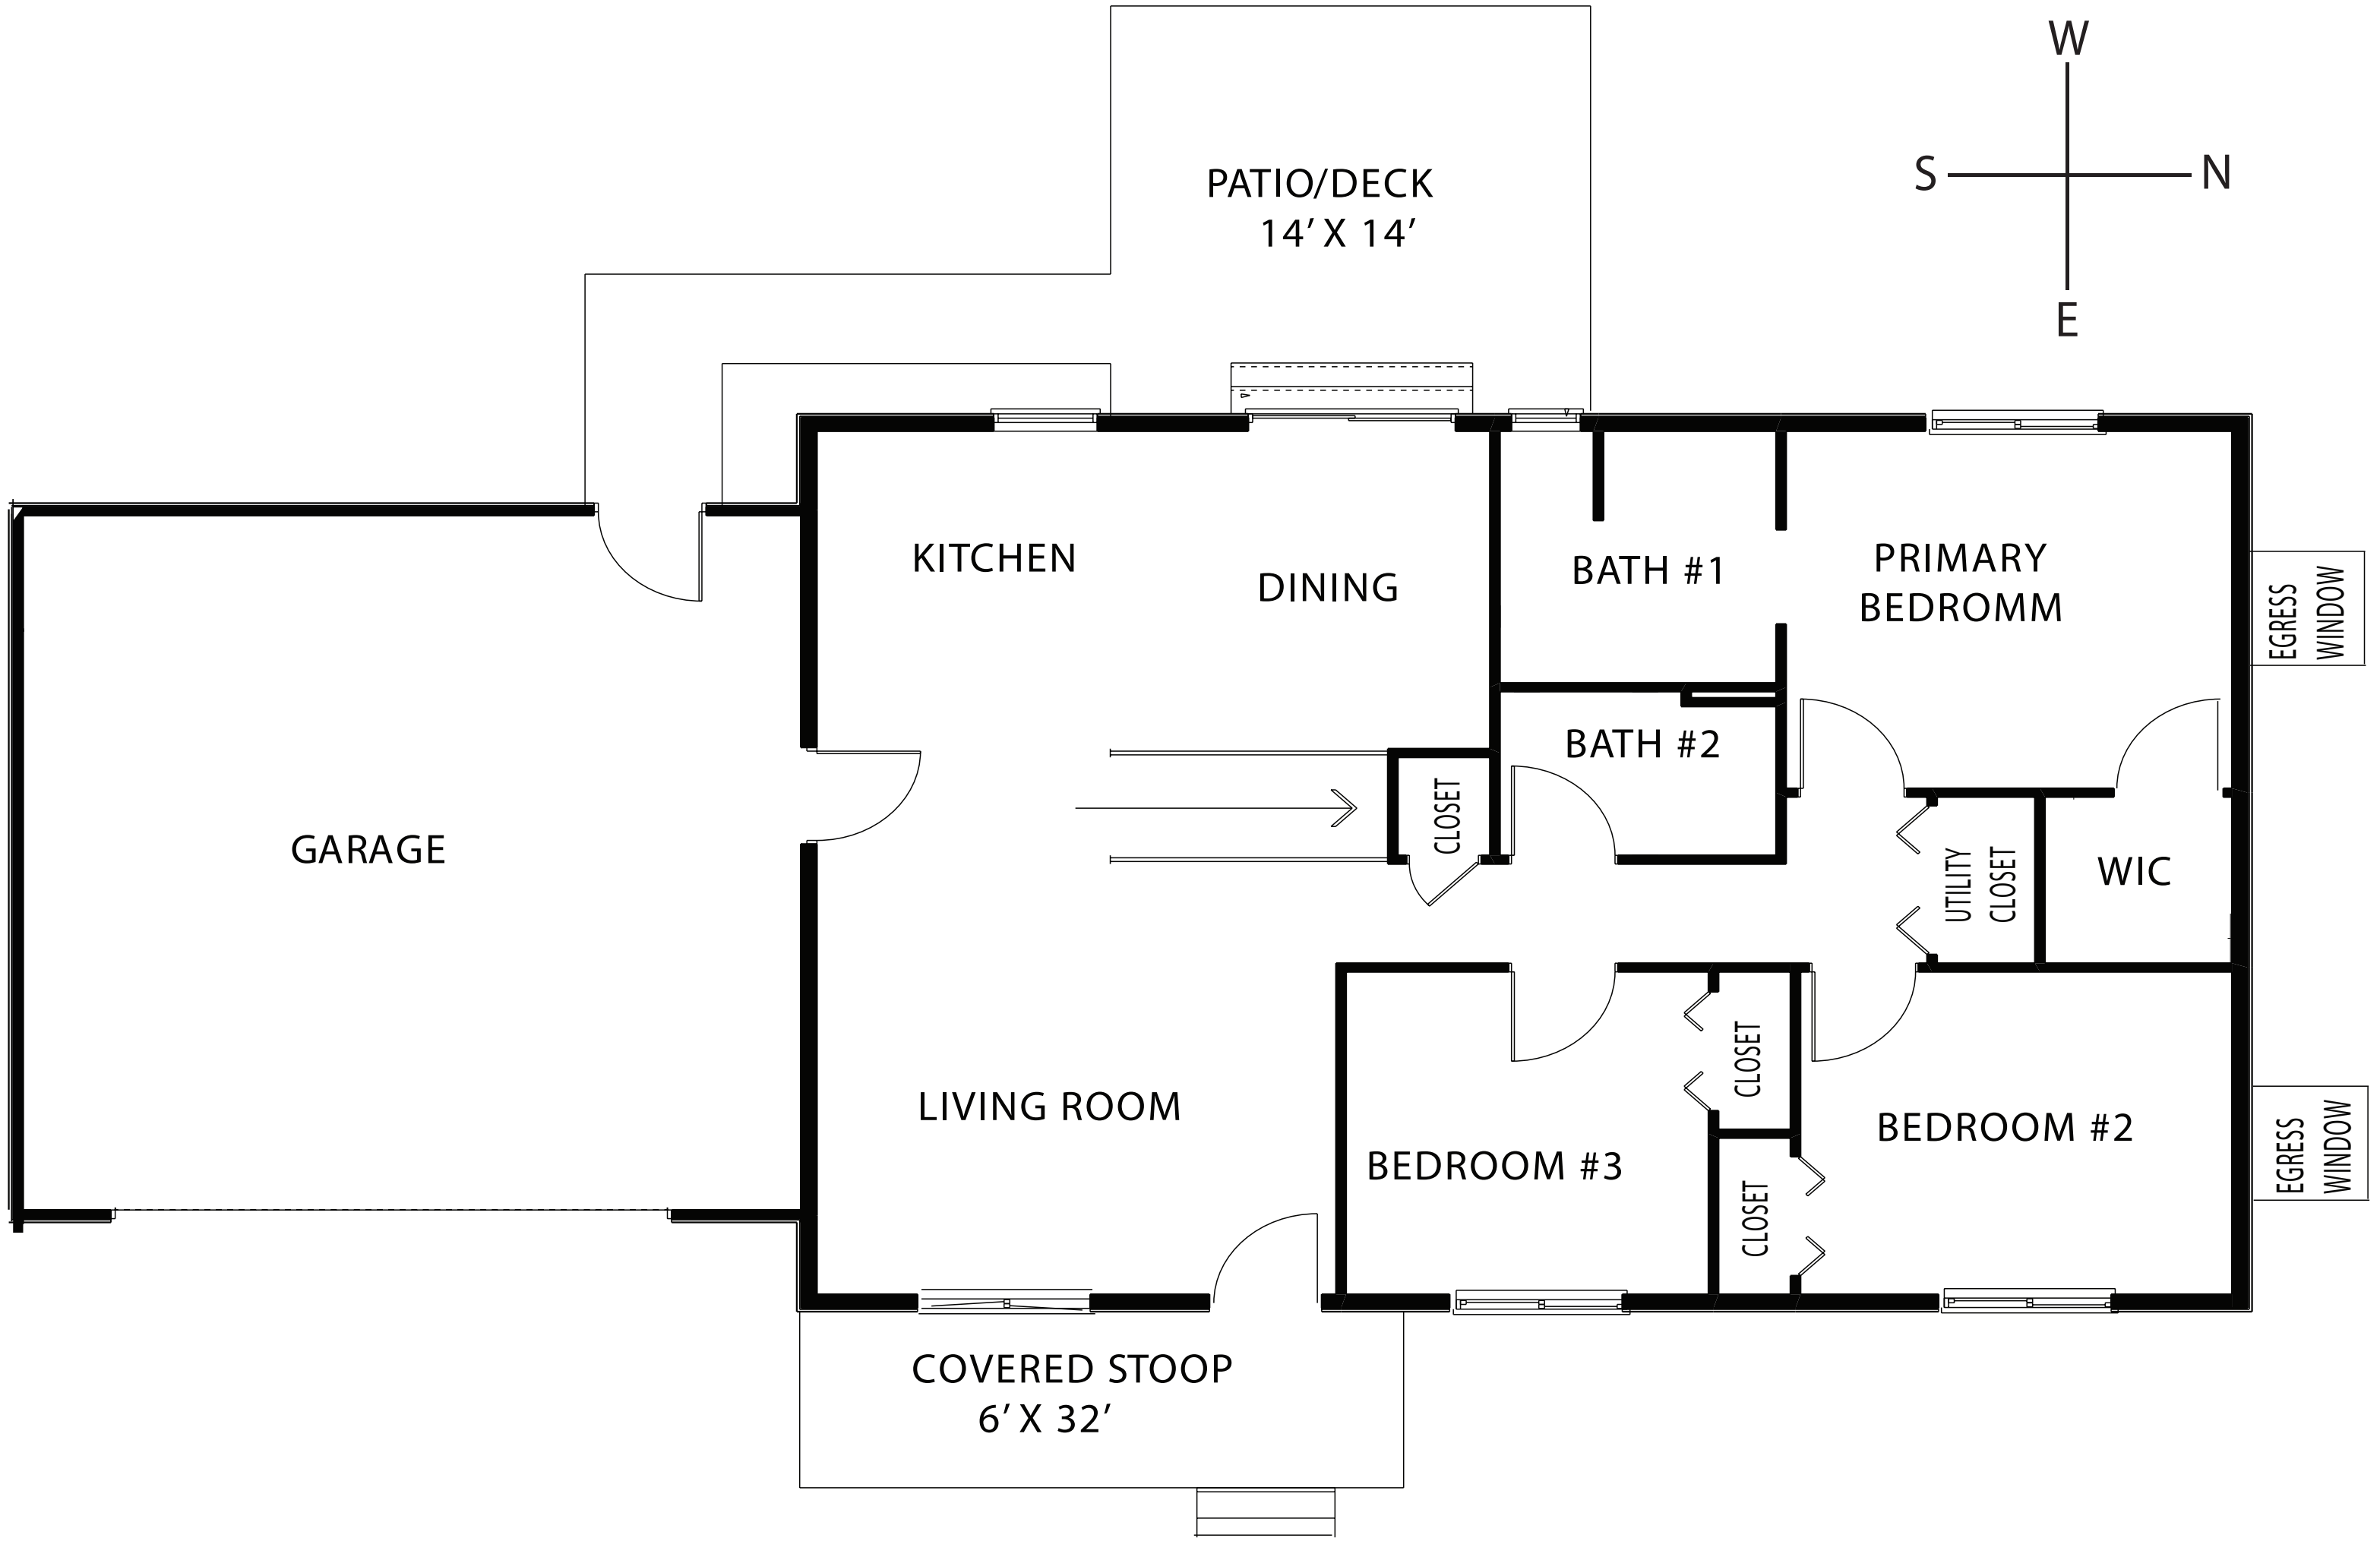 W
S
N
E
PATIO/DECK
14’ X 14’
KITCHEN
DINING
BATH #1
PRIMARY
BEDROMM
EGRESS
WINDOW
BATH #2
CLOSET
GARAGE
UTILITY
CLOSET
WIC
LIVING ROOM
CLOSET
BEDROOM #3
BEDROOM #2
EGRESS
WINDOW
CLOSET
COVERED STOOP
6’ X 32’